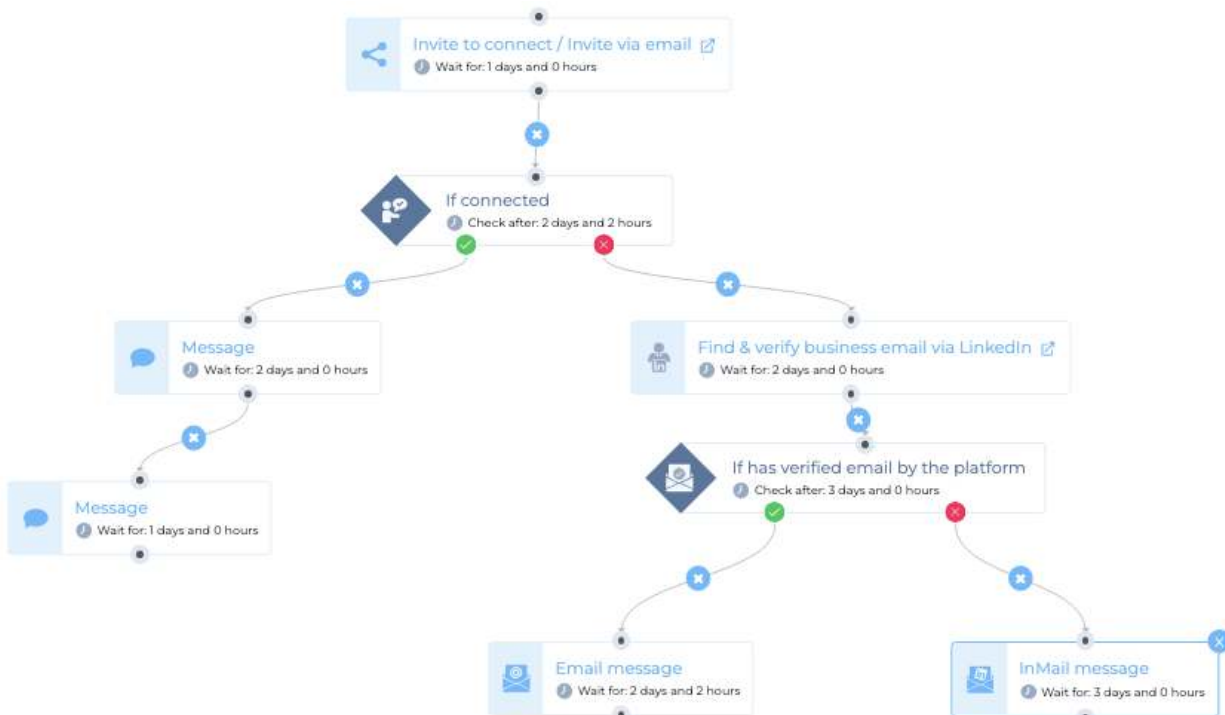 Invite to connect / Invite via email
Wait for: 1 days and 0 hours
If connected
Check after: 2 days and 2 hours
Message
Wait for: 2 days and 0 hours
Find & verify business email via LinkedIn
Wait for: 2 days and 0 hours
If has verified email by the platform
Check after: 3 days and 0 hours
Message
Wait for: 1 days and 0 hours
Email message
Wait for: 2 days and 2 hours
InMail message
Wait for: 3 days and 0 hours